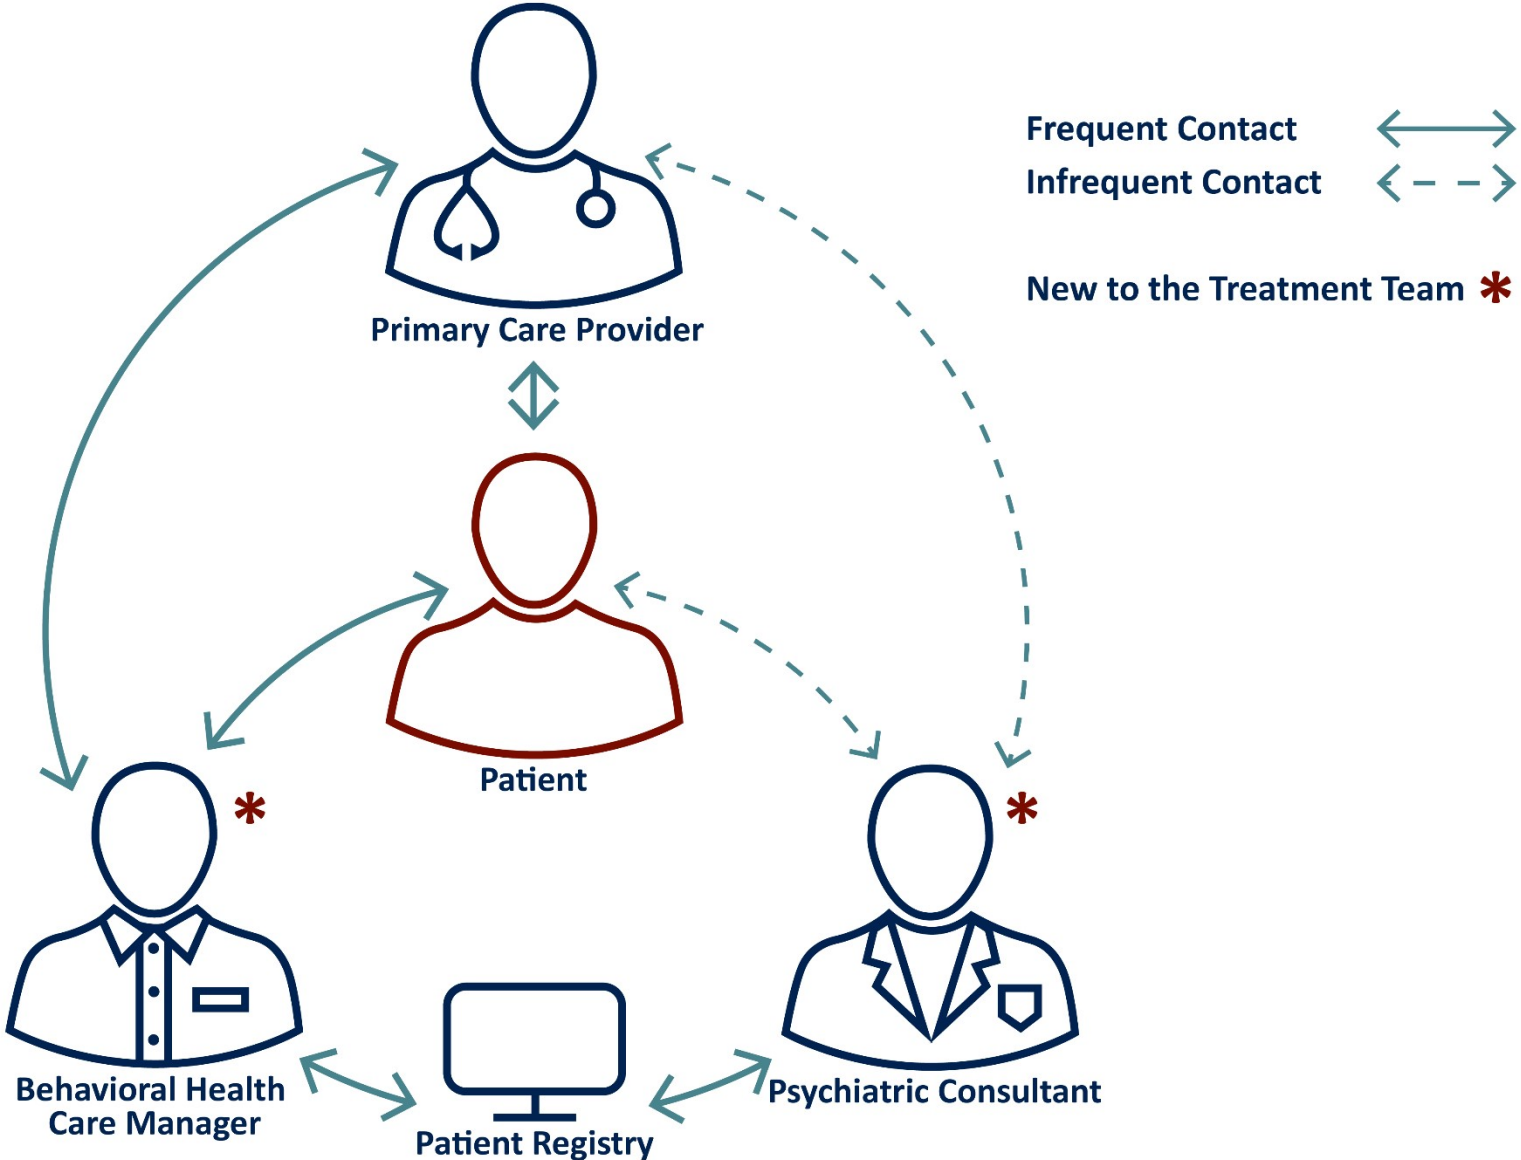 Frequent Contact
Infrequent Contact
New to the Treatment Team *
Primary Care Provider
Patient
*
*
Behavioral Health
Care Manager
Psychiatric Consultant
Patient Registry